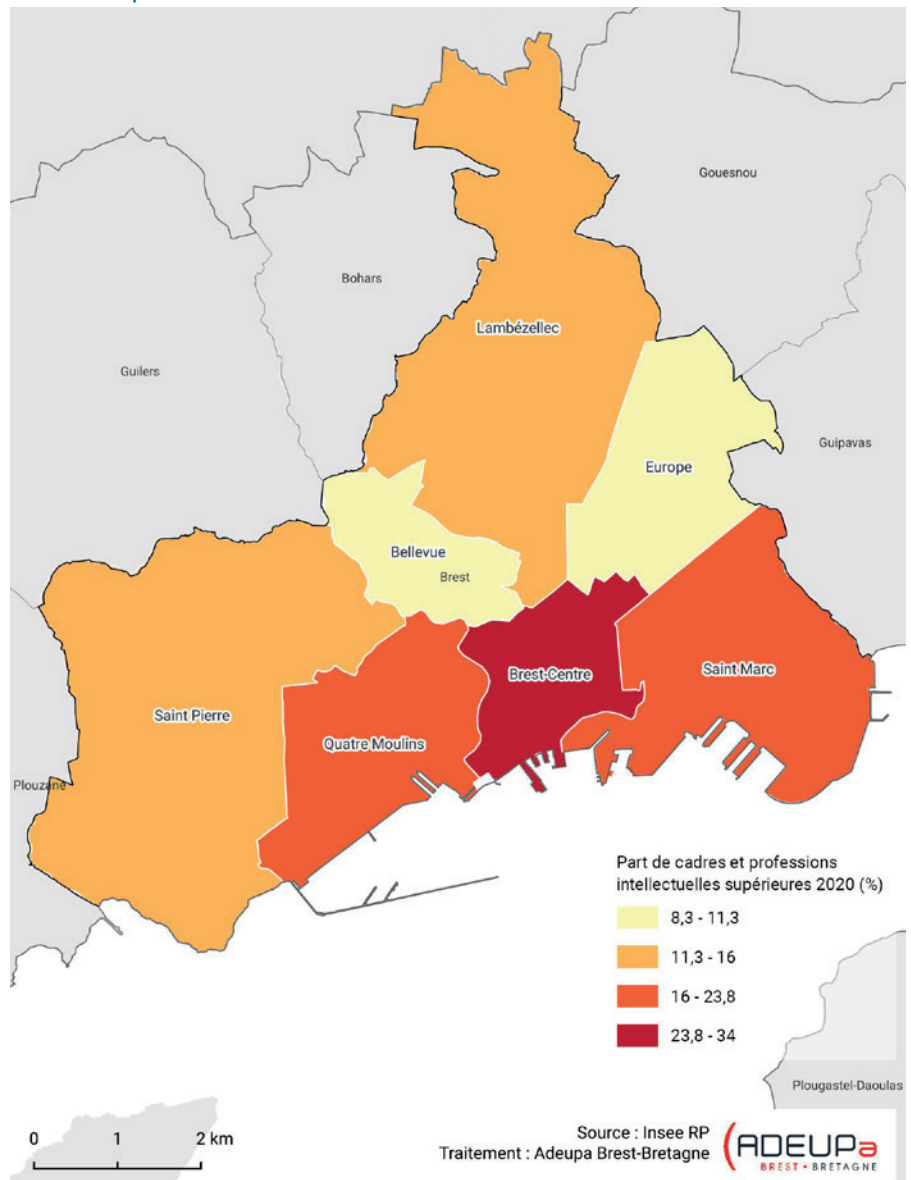 Gouesnou
Bohars
Lambézellec
Guilers
Guipavas
Europe
Bellevue
Brest
Brest-Centre
Saint Marc
Saint Pierre
Quatre Moulins
Plouzané
Part de cadres et professions
intellectuelles supérieures 2020 (%)
8,3 - 11,3
11,3 - 16
16 - 23,8
23,8 - 34
Plougastel-Daoulas
0 1 2 km
Source : Insee RP
Traitement : Adeupa Brest-Bretagne
ADEUPa
BREST • BRETAGNE